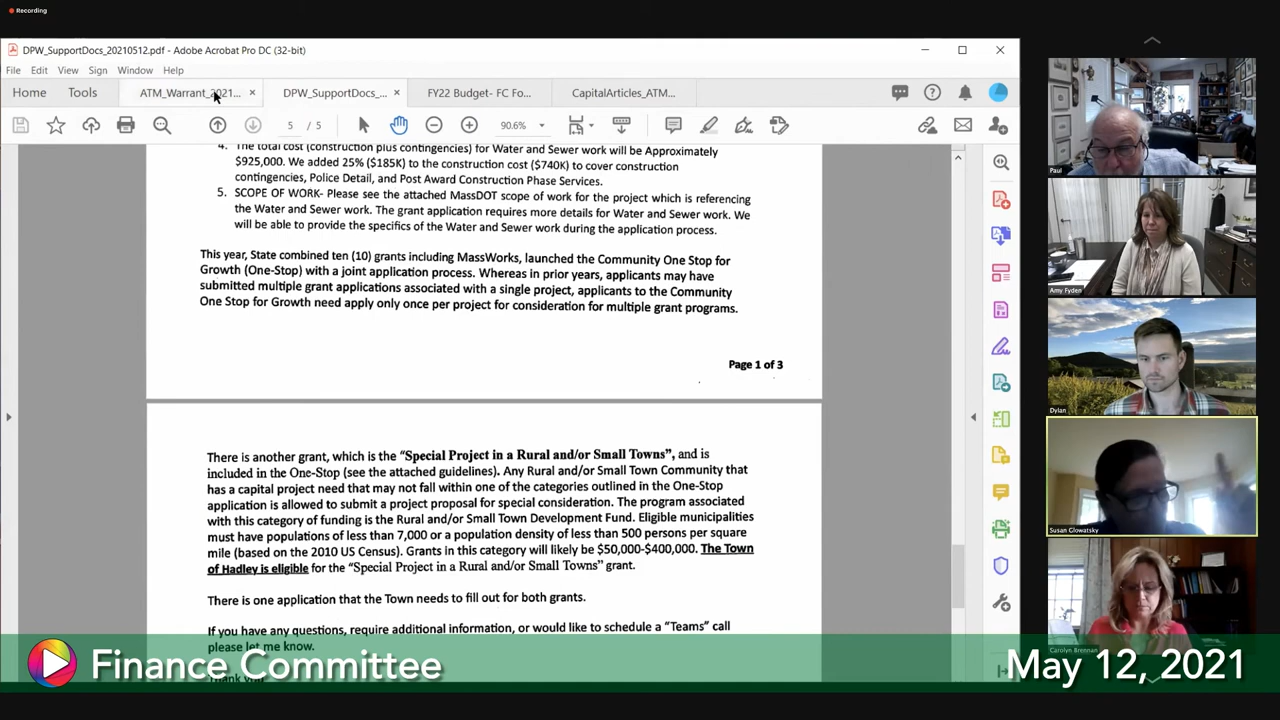 Recording
DPW_SupportDocs_20210512.pdf - Adobe Acrobat Pro DC (32-bit)
File Edit View Sign Window Help
Home Tools ATM_Warrant_2021... × DPW_SupportDocs_... × FY22 Budget- FC Fo... CapitalArticles_ATM...
5 / 5 90.6%
4. The total cost (construction plus contingencies) for Water and Sewer work will be Approximately
$925,000. We added 25% ($185K) to the construction cost ($740K) to cover construction
contingencies, Police Detail, and Post Award Construction Phase Services.
5. SCOPE OF WORK- Please see the attached MassDOT scope of work for the project which is referencing
the Water and Sewer work. The grant application requires more details for Water and Sewer work. We
will be able to provide the specifics of the Water and Sewer work during the application process.
This year, State combined ten (10) grants including MassWorks, launched the Community One Stop for
Growth (One-Stop) with a joint application process. Whereas in prior years, applicants may have
submitted multiple grant applications associated with a single project, applicants to the Community
One Stop for Growth need apply only once per project for consideration for multiple grant programs.
Page 1 of 3
There is another grant, which is the “Special Project in a Rural and/or Small Towns”, and is
included in the One-Stop (see the attached guidelines). Any Rural and/or Small Town Community that
has a capital project need that may not fall within one of the categories outlined in the One-Stop
application is allowed to submit a project proposal for special consideration. The program associated
with this category of funding is the Rural and/or Small Town Development Fund. Eligible municipalities
must have populations of less than 7,000 or a population density of less than 500 persons per square
mile (based on the 2010 US Census). Grants in this category will likely be $50,000-$400,000. The Town
of Hadley is eligible for the “Special Project in a Rural and/or Small Towns” grant.
There is one application that the Town needs to fill out for both grants.
If you have any questions, require additional information, or would like to schedule a “Teams” call
please let me know.
Thank you
Paul
Amy Fyden
Dylan
Susan Glowatsky
Carolyn Brennan
Finance Committee
May 12, 2021